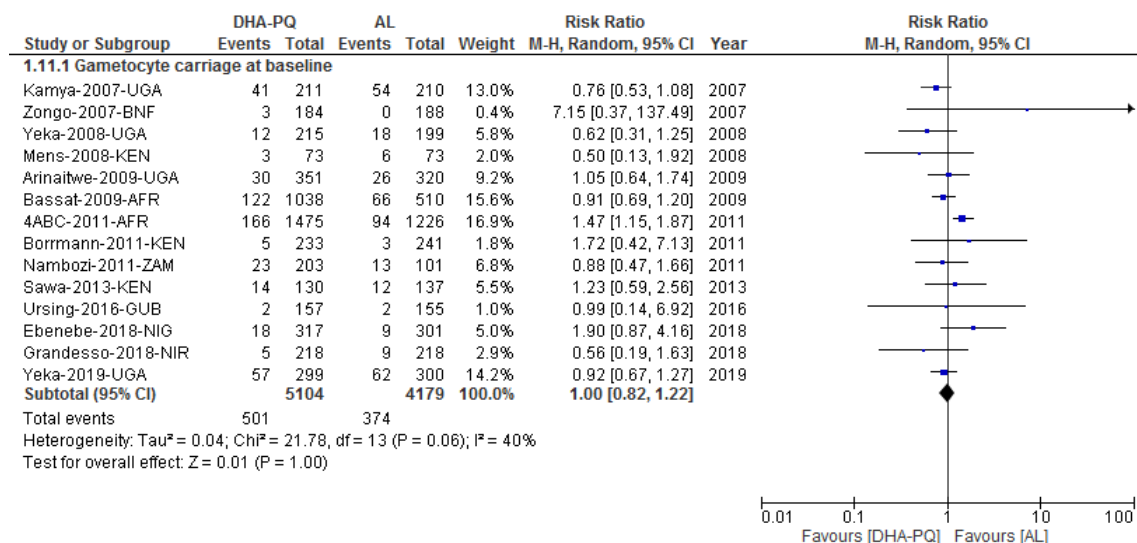 DHA-PQ AL Risk Ratio Risk Ratio
Study or Subgroup Events Total Events Total Weight M-H, Random, 95% CI Year M-H, Random, 95% CI
1.11.1 Gametocyte carriage at baseline
Kamya-2007-UGA 41 211 54 210 13.0% 0.76 [0.53, 1.08] 2007
Zongo-2007-BNF 3 184 0 188 0.4% 7.15 [0.37, 137.49] 2007
Yeka-2008-UGA 12 215 18 199 5.8% 0.62 [0.31, 1.25] 2008
Mens-2008-KEN 3 73 6 73 2.0% 0.50 [0.13, 1.92] 2008
Arinaitwe-2009-UGA 30 351 26 320 9.2% 1.05 [0.64, 1.74] 2009
Bassat-2009-AFR 122 1038 66 510 15.6% 0.91 [0.69, 1.20] 2009
4ABC-2011-AFR 166 1475 94 1226 16.9% 1.47 [1.15, 1.87] 2011
Borrmann-2011-KEN 5 233 3 241 1.8% 1.72 [0.42, 7.13] 2011
Nambozi-2011-ZAM 23 203 13 101 6.8% 0.88 [0.47, 1.66] 2011
Sawa-2013-KEN 14 130 12 137 5.5% 1.23 [0.59, 2.56] 2013
Ursing-2016-GUB 2 157 2 155 1.0% 0.99 [0.14, 6.92] 2016
Ebenebe-2018-NIG 18 317 9 301 5.0% 1.90 [0.87, 4.16] 2018
Grandesso-2018-NIR 5 218 9 218 2.9% 0.56 [0.19, 1.63] 2018
Yeka-2019-UGA 57 299 62 300 14.2% 0.92 [0.67, 1.27] 2019
Subtotal (95% CI) 5104 4179 100.0% 1.00 [0.82, 1.22]
Total events 501 374
Heterogeneity: Tau² = 0.04; Chi² = 21.78, df = 13 (P = 0.06); I² = 40%
Test for overall effect: Z = 0.01 (P = 1.00)
0.01 0.1 1 10 100
Favours [DHA-PQ] Favours [AL]